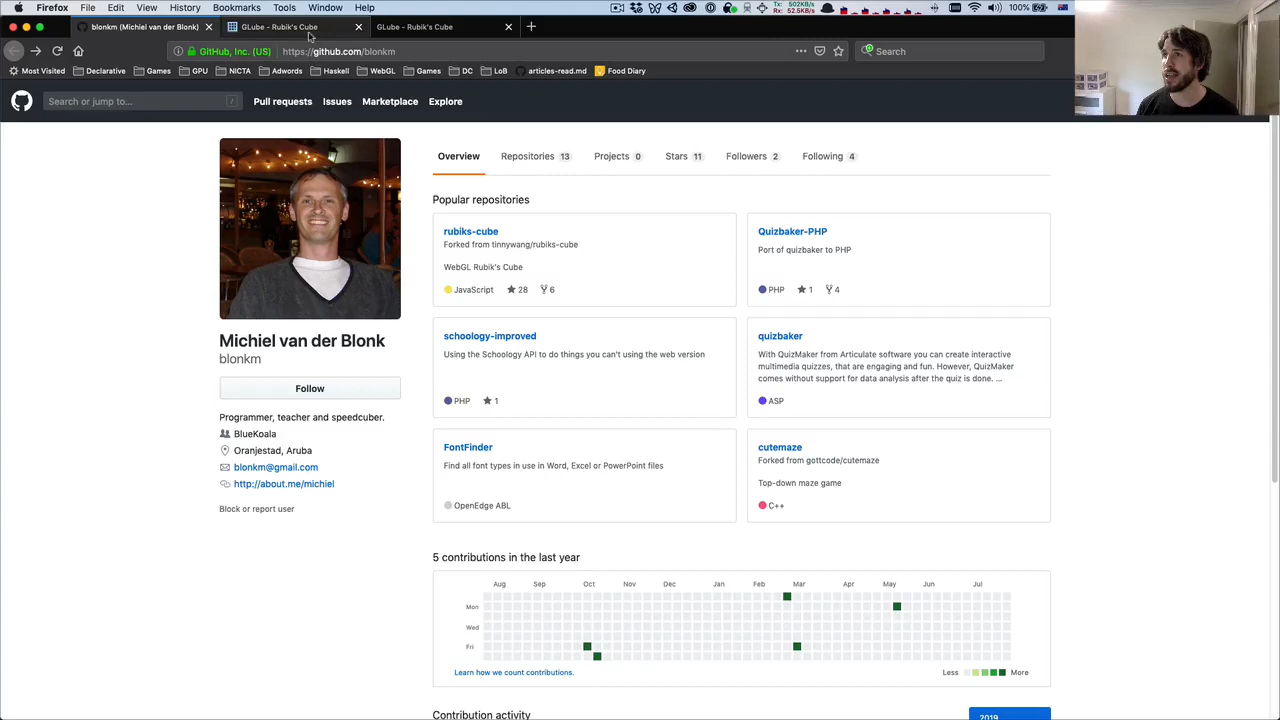 Firefox File Edit View History Bookmarks Tools Window Help
Tx: 502KB/s
Rx: 52.5KB/s
100%
blonkm (Michiel van der Blonk)
GLube - Rubik's Cube
GLube - Rubik's Cube
GitHub, Inc. (US) https://github.com/blonkm
Search
Most Visited Declarative Games GPU NICTA Adwords Haskell WebGL Games DC LoB articles-read.md Food Diary
Search or jump to... /
Pull requests Issues Marketplace Explore
Overview Repositories 13 Projects 0 Stars 11 Followers 2 Following 4
Popular repositories
rubiks-cube
Forked from tinnywang/rubiks-cube
WebGL Rubik's Cube
JavaScript 28 6
Quizbaker-PHP
Port of quizbaker to PHP
PHP 1 4
schoology-improved
Using the Schoology API to do things you can't using the web version
PHP 1
quizbaker
With QuizMaker from Articulate software you can create interactive
multimedia quizzes, that are engaging and fun. However, QuizMaker
comes without support for data analysis after the quiz is done. ...
ASP
FontFinder
Find all font types in use in Word, Excel or PowerPoint files
OpenEdge ABL
cutemaze
Forked from gottcode/cutemaze
Top-down maze game
C++
Michiel van der Blonk
blonkm
Follow
Programmer, teacher and speedcuber.
BlueKoala
Oranjestad, Aruba
blonkm@gmail.com
http://about.me/michiel
Block or report user
5 contributions in the last year
Aug Sep Oct Nov Dec Jan Feb Mar Apr May Jun Jul
Mon
Wed
Fri
Learn how we count contributions.
Less More
Contribution activity
2019